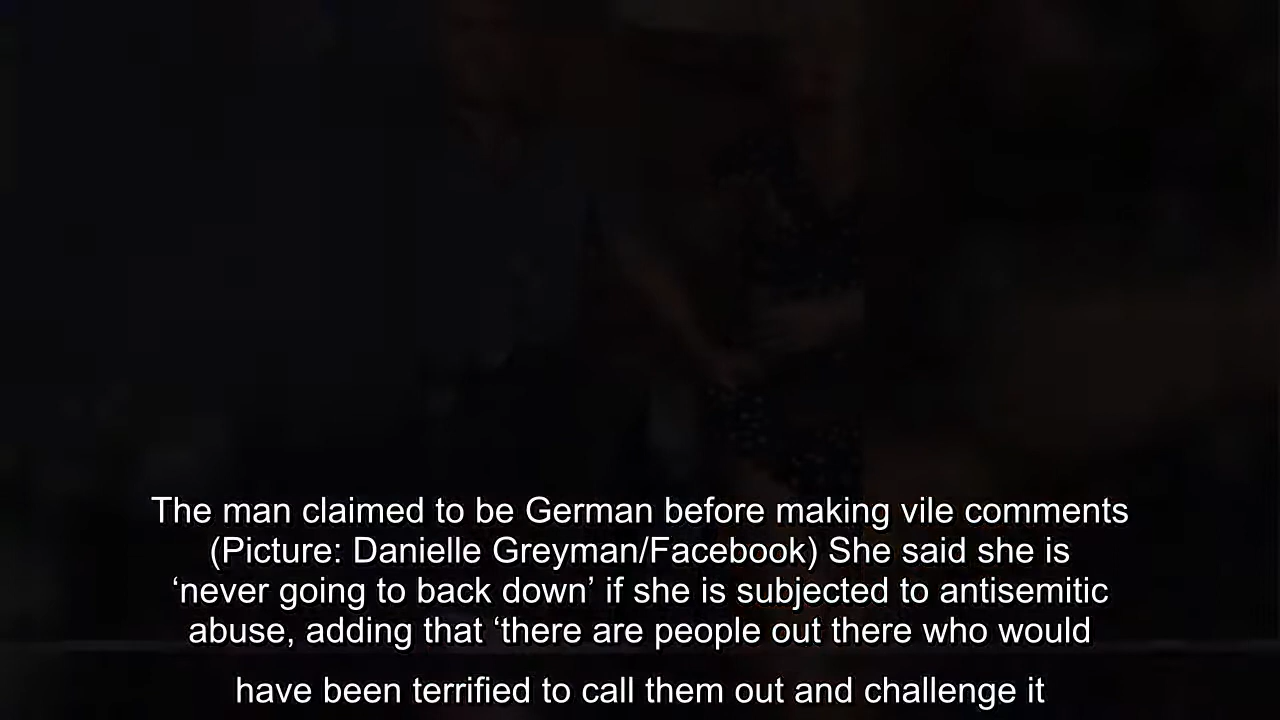 The man claimed to be German before making vile comments
(Picture: Danielle Greyman/Facebook) She said she is
‘never going to back down’ if she is subjected to antisemitic
abuse, adding that ‘there are people out there who would
have been terrified to call them out and challenge it